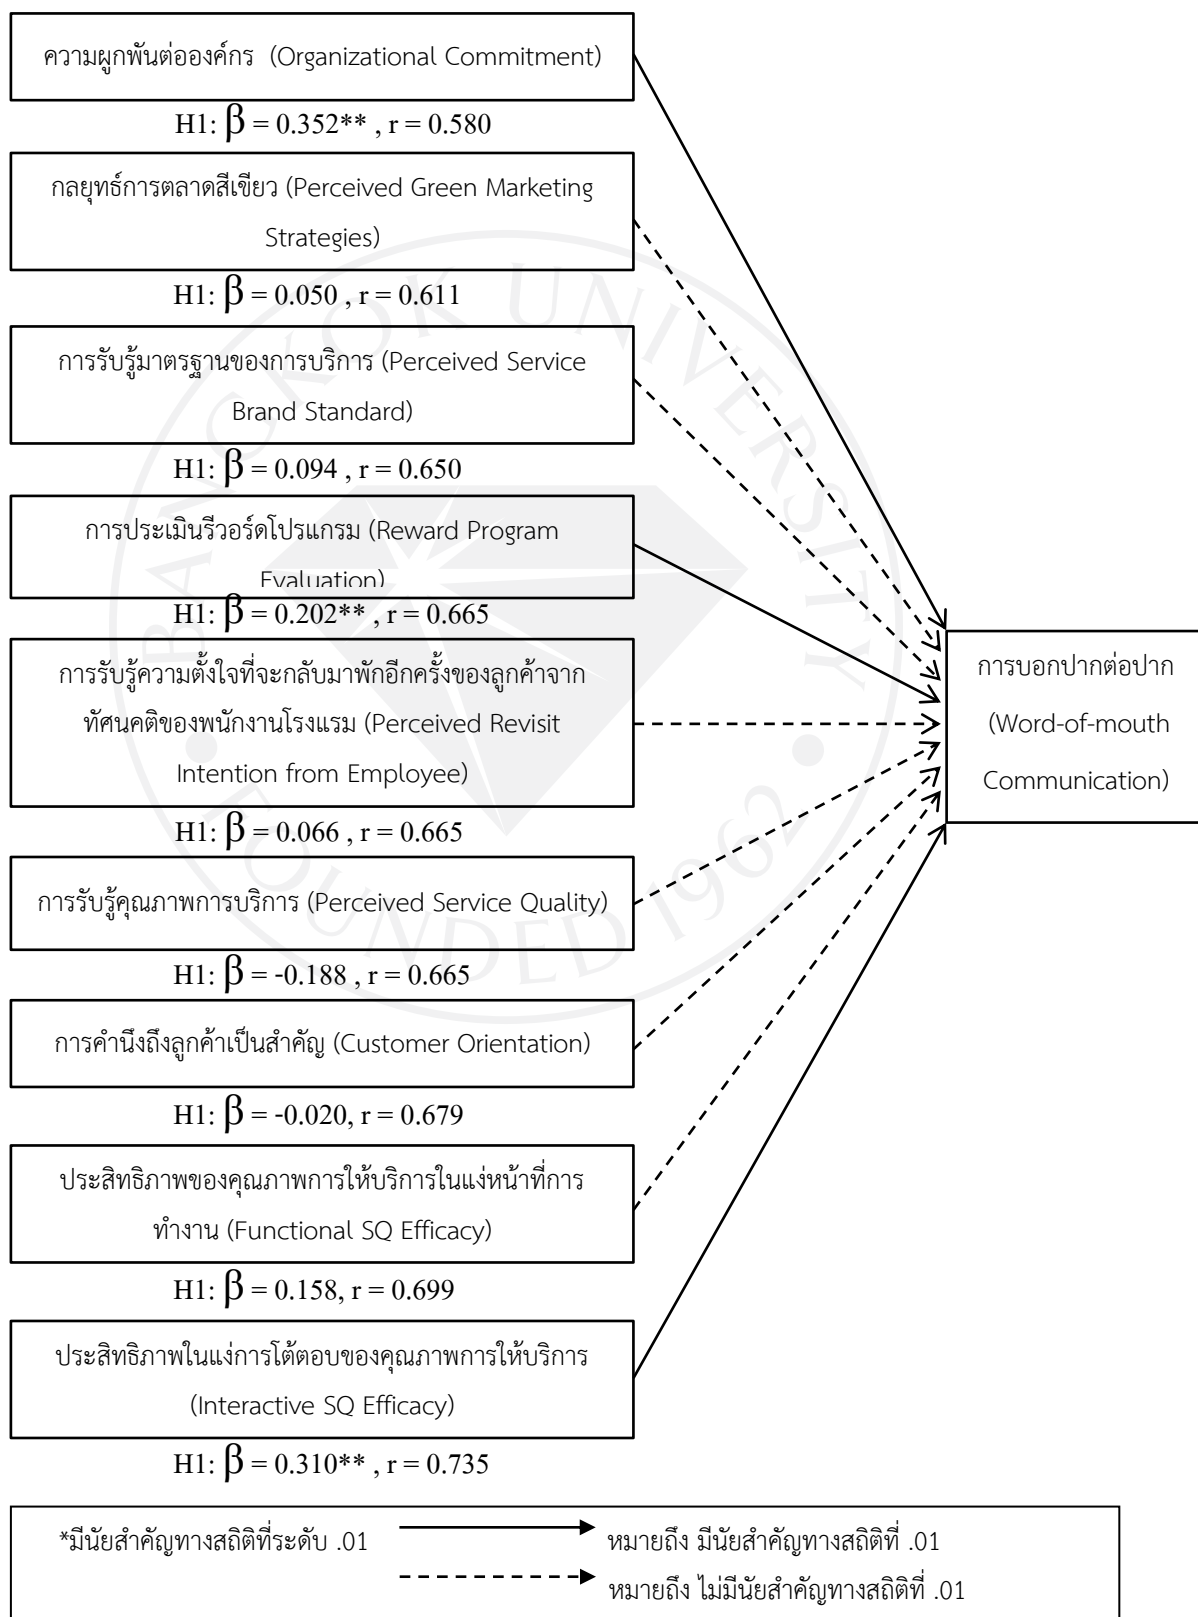 ความผูกพันต่อองค์กร (Organizational Commitment)
H1: β = 0.352** , r = 0.580
กลยุทธ์การตลาดสีเขียว (Perceived Green Marketing
Strategies)
H1: β = 0.050 , r = 0.611
การรับรู้มาตรฐานของการบริการ (Perceived Service
Brand Standard)
H1: β = 0.094 , r = 0.650
การประเมินรีวอร์ดโปรแกรม (Reward Program
Evaluation)
H1: β = 0.202** , r = 0.665
การรับรู้ความตั้งใจที่จะกลับมาพักอีกครั้งของลูกค้าจาก
ทัศนคติของพนักงานโรงแรม (Perceived Revisit
Intention from Employee)
H1: β = 0.066 , r = 0.665
การรับรู้คุณภาพการบริการ (Perceived Service Quality)
H1: β = -0.188 , r = 0.665
การคำนึงถึงลูกค้าเป็นสำคัญ (Customer Orientation)
H1: β = -0.020, r = 0.679
ประสิทธิภาพของคุณภาพการให้บริการในแง่หน้าที่การ
ทำงาน (Functional SQ Efficacy)
H1: β = 0.158, r = 0.699
ประสิทธิภาพในแง่การโต้ตอบของคุณภาพการให้บริการ
(Interactive SQ Efficacy)
H1: β = 0.310** , r = 0.735
การบอกปากต่อปาก
(Word-of-mouth
Communication)
*มีนัยสำคัญทางสถิติที่ระดับ .01
หมายถึง มีนัยสำคัญทางสถิติที่ .01
หมายถึง ไม่มีนัยสำคัญทางสถิติที่ .01
BANGKOK UNIVERSITY
FOUNDED 1962